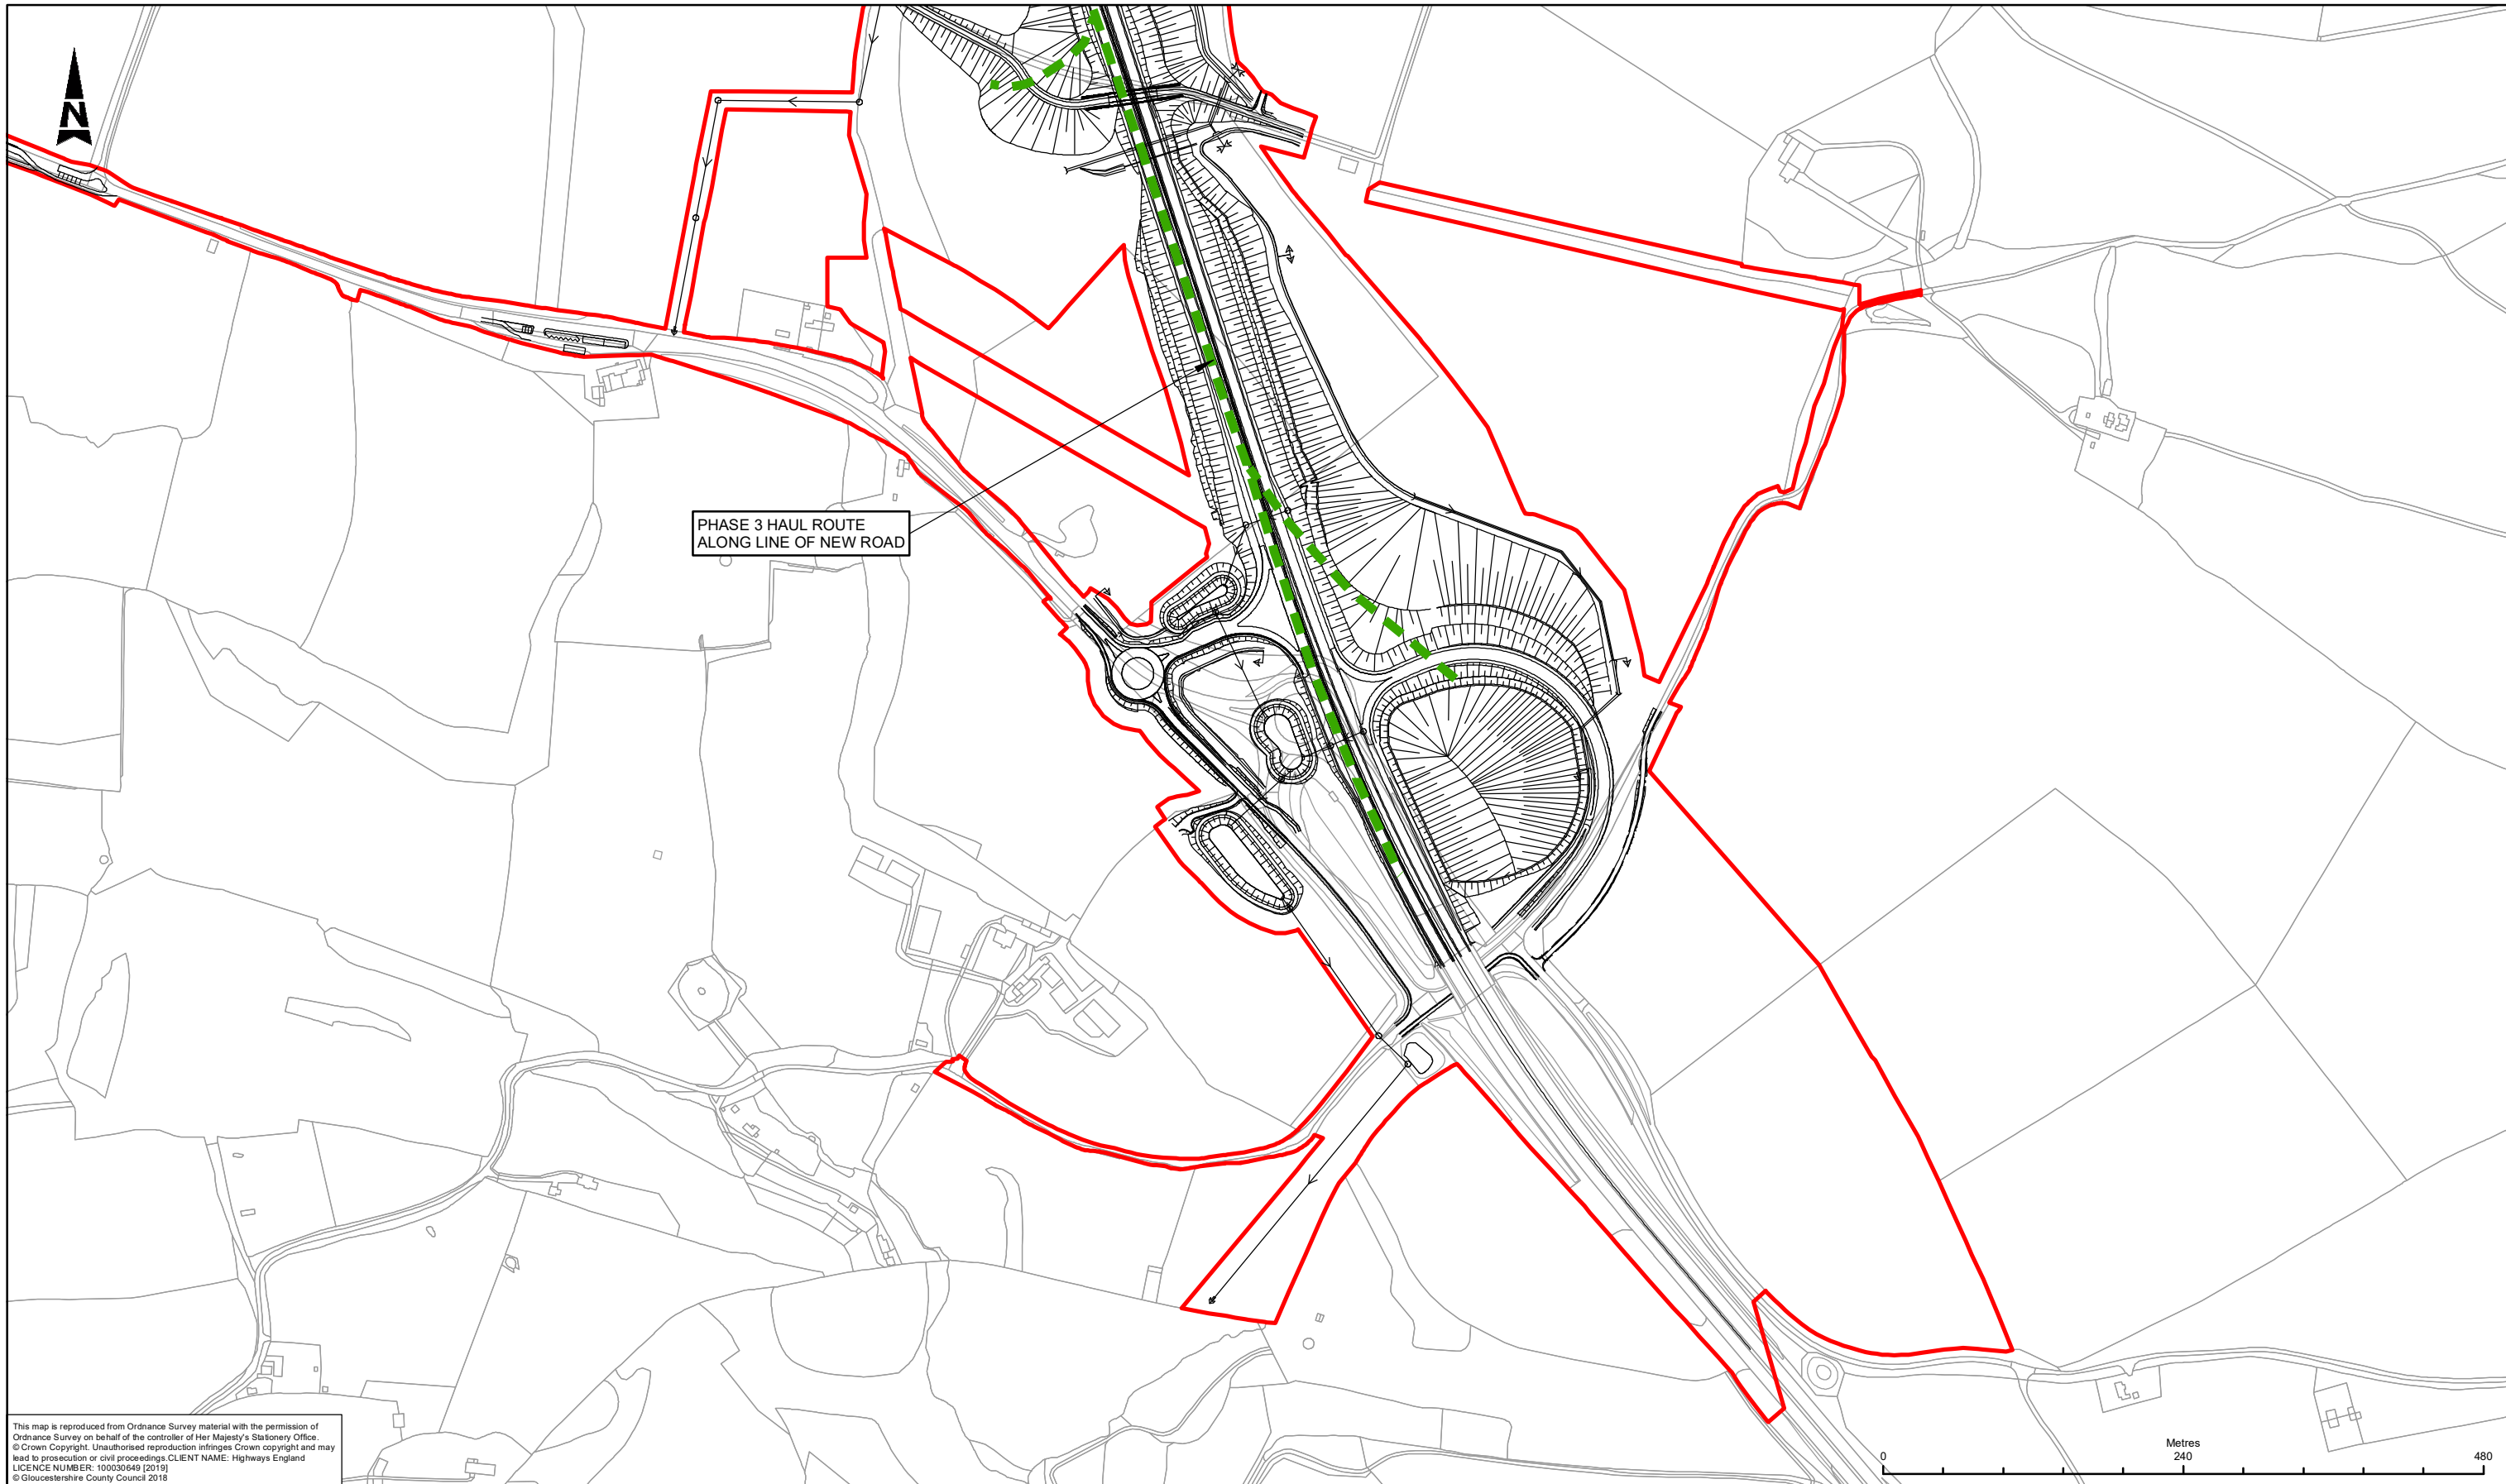 N
PHASE 3 HAUL ROUTE
ALONG LINE OF NEW ROAD
This map is reproduced from Ordnance Survey material with the permission of
Ordnance Survey on behalf of the controller of Her Majesty's Stationery Office.
© Crown Copyright. Unauthorised reproduction infringes Crown copyright and may
lead to prosecution or civil proceedings.CLIENT NAME: Highways England
LICENCE NUMBER: 100030649 [2019]
© Gloucestershire County Council 2018
Metres
0 240 480